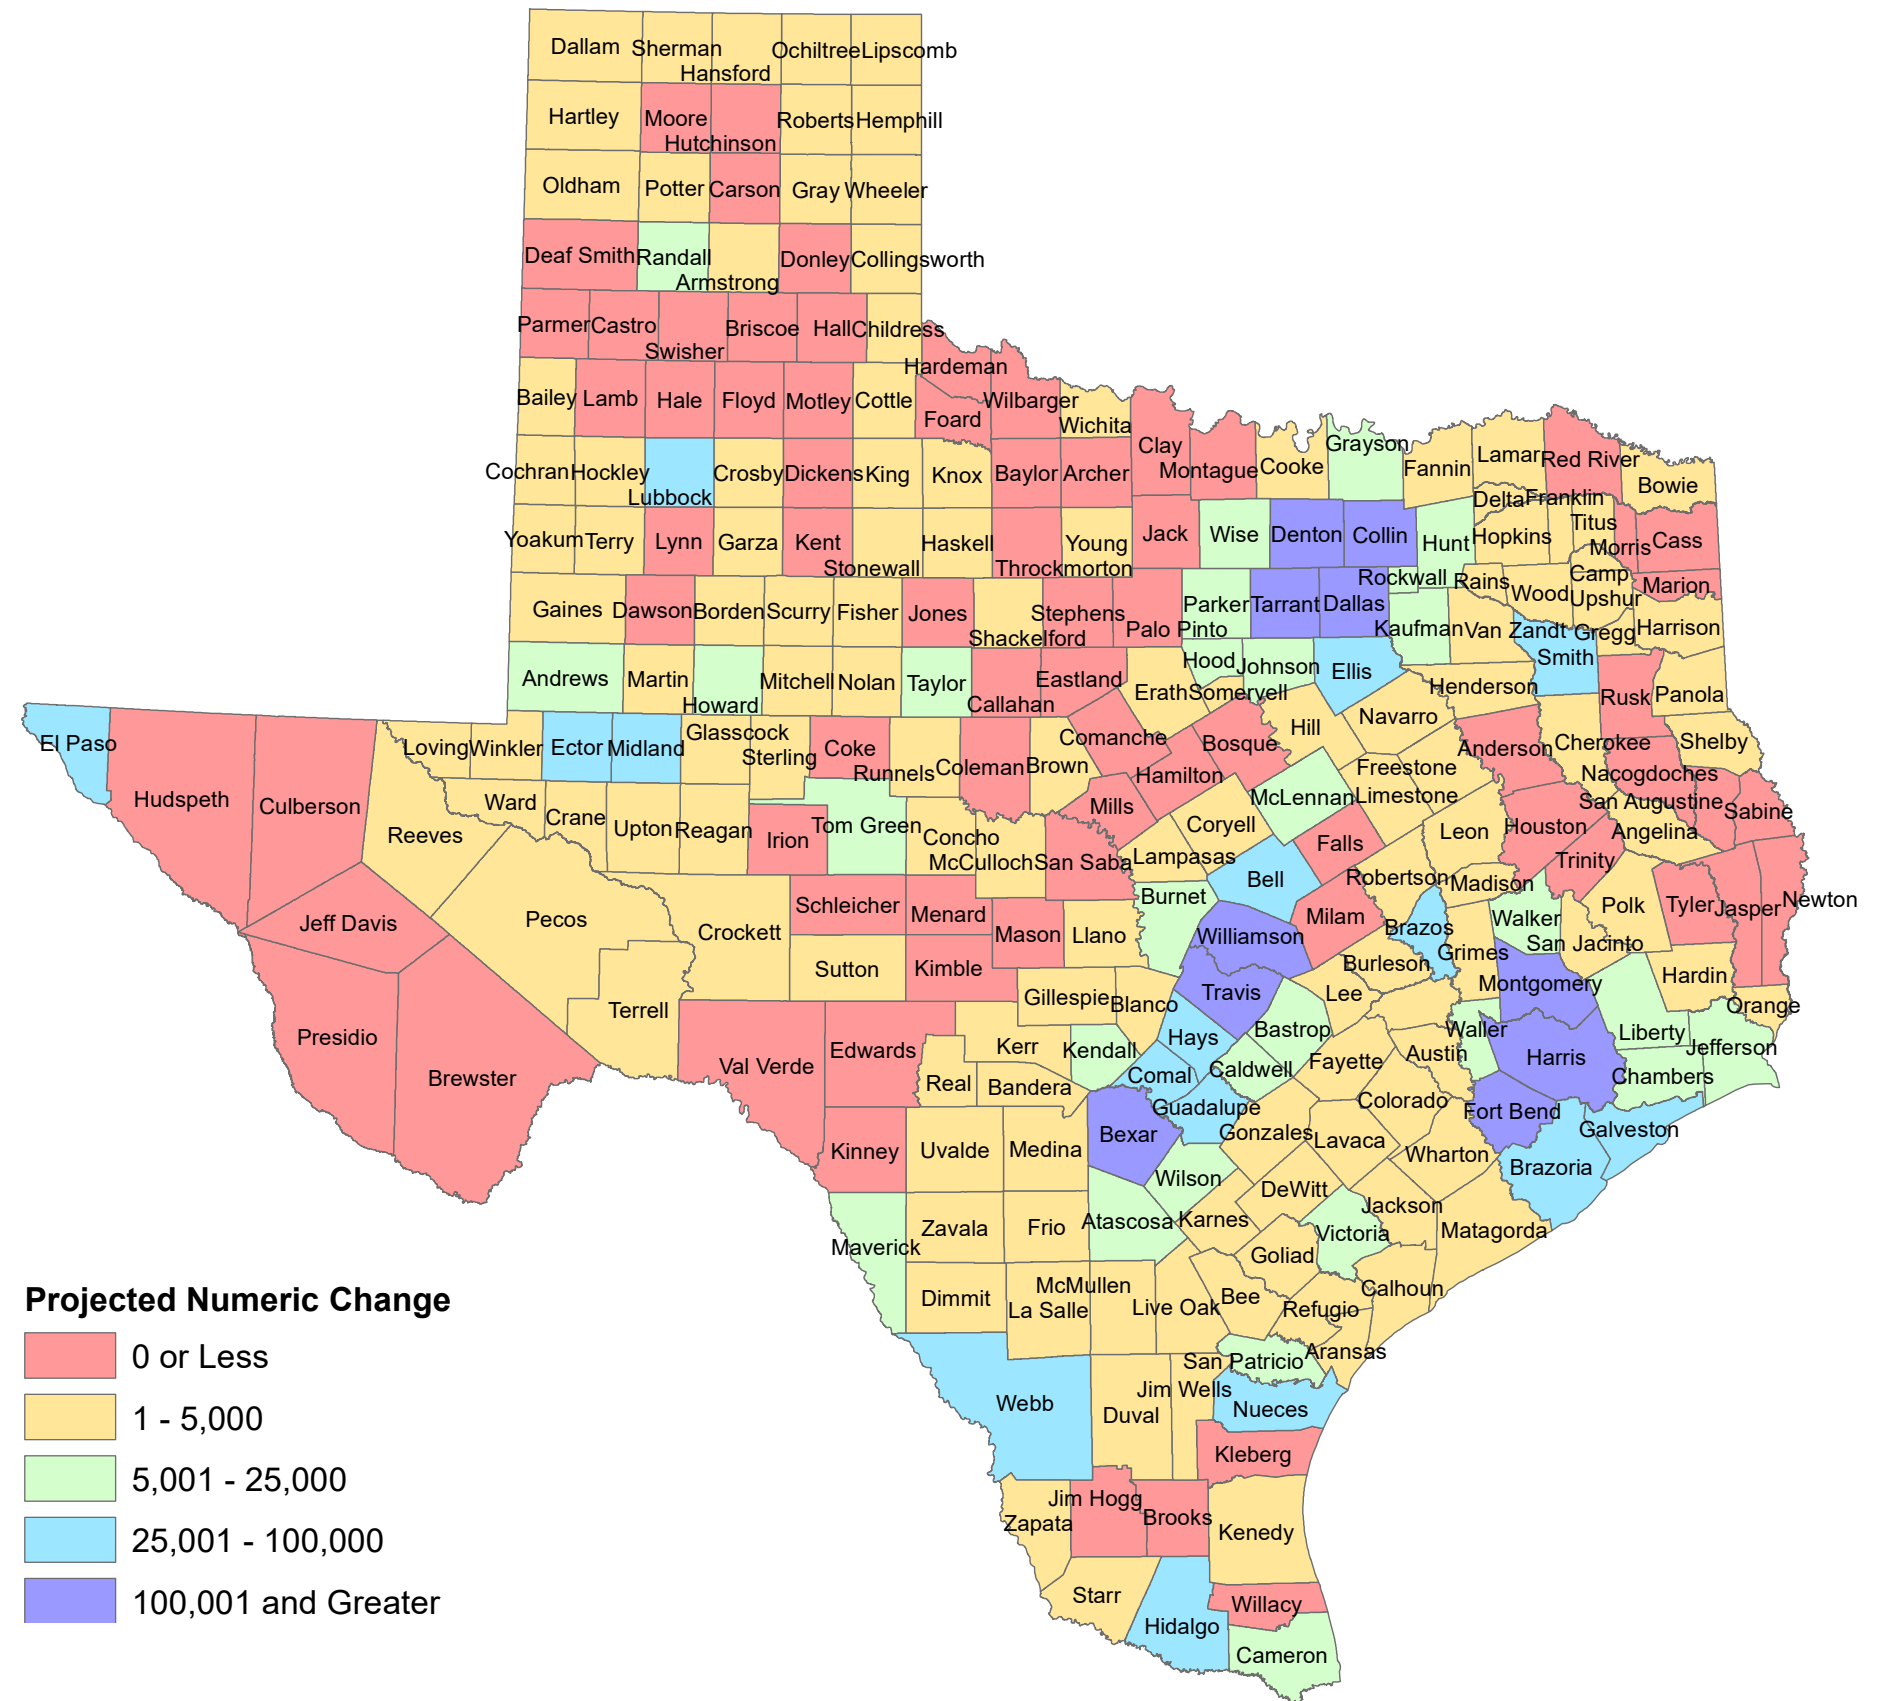 Dallam Sherman Hansford Ochiltree Lipscomb
Hartley Moore Hutchinson Roberts Hemphill
Oldham Potter Carson Gray Wheeler
Deaf Smith Randall Armstrong Donley Collingsworth
Parmer Castro Swisher Briscoe Hall Childress
Hardeman
Bailey Lamb Hale Floyd Motley Cottle Foard Wilbarger Wichita
Clay Montague Cooke Grayson Fannin Lamar Red River Bowie
Cochran Hockley Lubbock Crosby Dickens King Knox Baylor Archer
Delta Franklin Titus Hopkins Morris Cass
Yoakum Terry Lynn Garza Kent Stonewall Haskell Throckmorton Young Jack Wise Denton Collin Hunt
Rockwall Rains Wood Camp Upshur Marion
Gaines Dawson Borden Scurry Fisher Jones Shackelford Stephens Palo Pinto Parker Tarrant Dallas Kaufman Van Zandt Gregg Harrison
Smith
Andrews Martin Howard Mitchell Nolan Taylor Callahan Eastland Erath Hood Somervell Johnson Ellis Henderson Rusk Panola
El Paso Hudspeth Culberson
Loving Winkler Ector Midland Glasscock Sterling Coke Runnels Coleman Brown Comanche Hamilton Bosque Hill Navarro Anderson Cherokee Shelby
Nacogdoches
Reeves Ward Crane Upton Reagan Irion Tom Green Concho McCulloch San Saba Mills Lampasas Coryell McLennan Limestone Freestone Falls Leon Houston San Augustine Angelina Sabine
Trinity
Jeff Davis Pecos Crockett Schleicher Menard Mason Llano Burnet Bell Milam Robertson Madison Walker Polk Tyler Jasper Newton
Williamson Brazos Grimes San Jacinto
Presidio Brewster Terrell Sutton Kimble Gillespie Blanco Travis Lee Burleson Montgomery Hardin Orange
Val Verde Edwards Kerr Kendall Hays Bastrop Caldwell Fayette Austin Waller Harris Liberty Jefferson
Real Bandera Comal Guadalupe Colorado Fort Bend Chambers
Kinney Uvalde Medina Bexar Gonzales Lavaca Wharton Galveston Brazoria
Wilson DeWitt Jackson Matagorda
Maverick Zavala Frio Atascosa Karnes Goliad Victoria Calhoun
Dimmit La Salle McMullen Live Oak Bee Refugio Aransas
Webb Duval Jim Wells San Patricio Nueces
Kleberg
Zapata Jim Hogg Brooks Kenedy
Starr Hidalgo Willacy
Cameron
Projected Numeric Change
0 or Less
1 - 5,000
5,001 - 25,000
25,001 - 100,000
100,001 and Greater